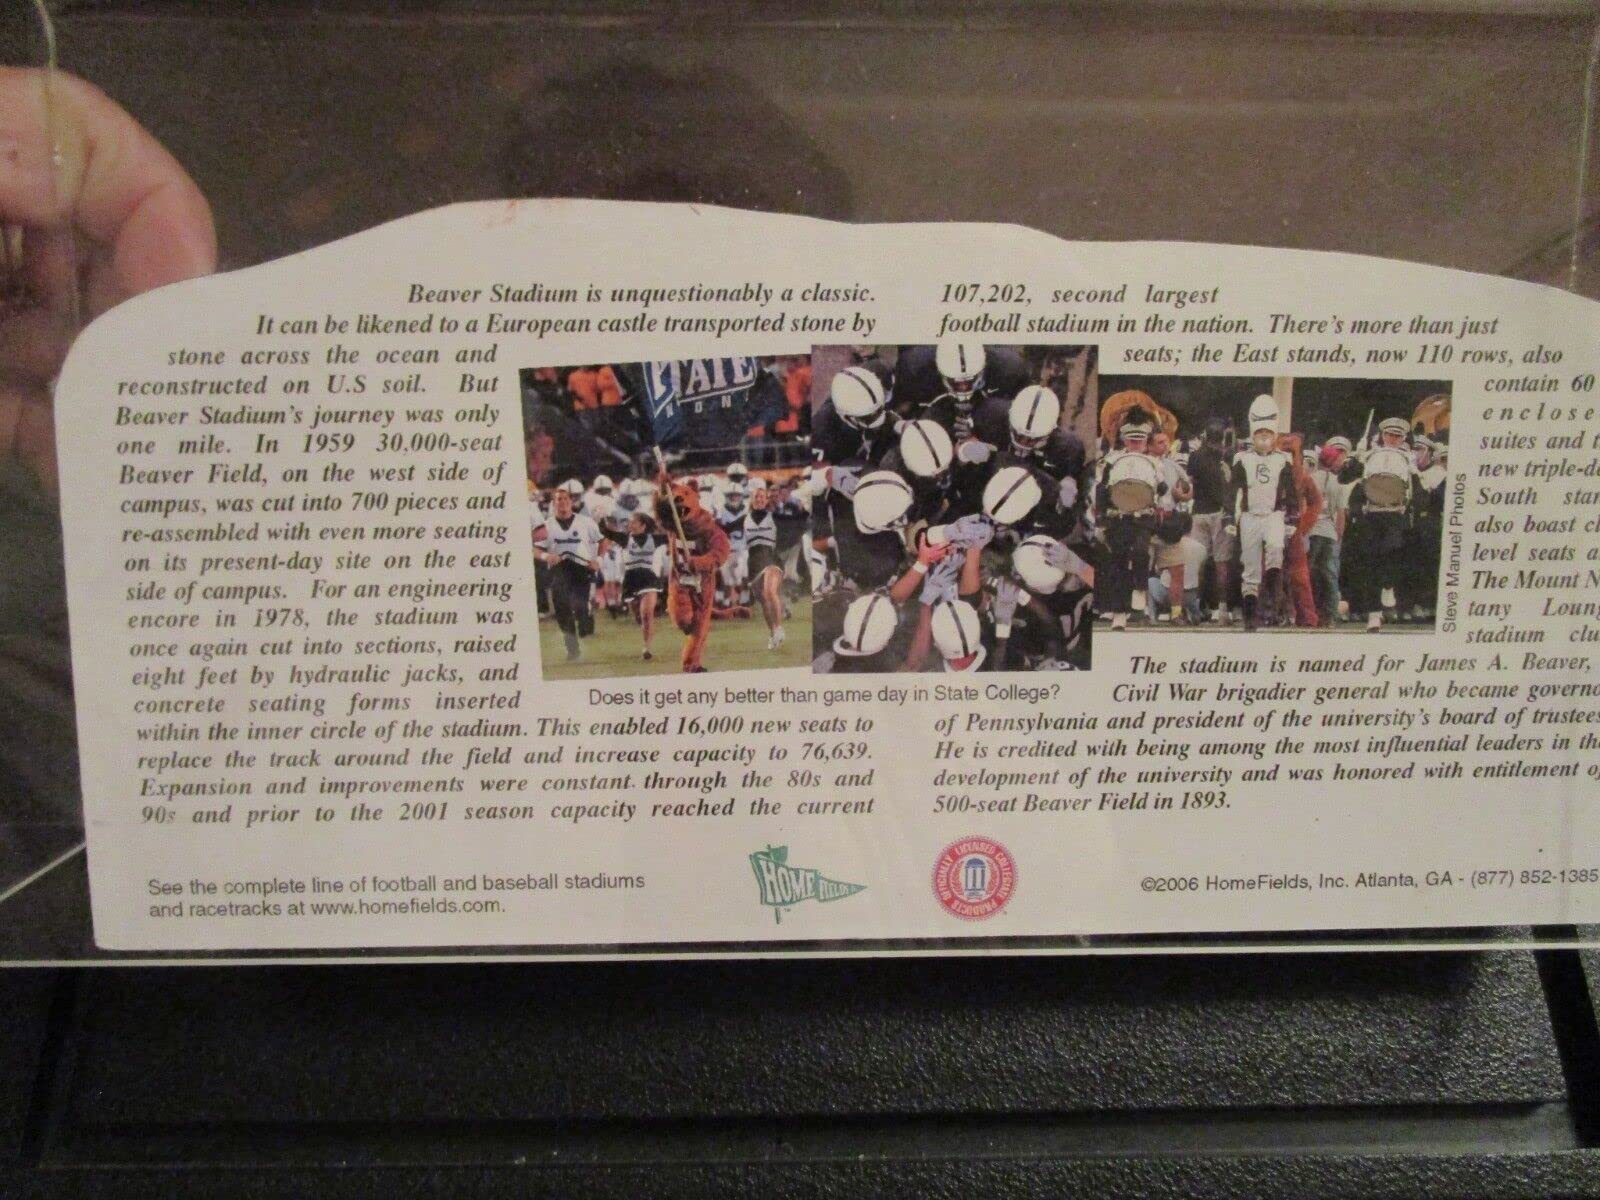 Beaver Stadium is unquestionably a classic.
It can be likened to a European castle transported stone by
stone across the ocean and
reconstructed on U.S soil. But
Beaver Stadium's journey was only
one mile. In 1959 30,000-seat
Beaver Field, on the west side of
campus, was cut into 700 pieces and
re-assembled with even more seating
on its present-day site on the east
side of campus. For an engineering
encore in 1978, the stadium was
once again cut into sections, raised
eight feet by hydraulic jacks, and
concrete seating forms inserted
within the inner circle of the stadium. This enabled 16,000 new seats to
replace the track around the field and increase capacity to 76,639.
Expansion and improvements were constant through the 80s and
90s and prior to the 2001 season capacity reached the current
107,202, second largest
football stadium in the nation. There's more than just
seats; the East stands, now 110 rows, also
contain 60
enclose
suites and
new
South
also boast
level seats
The Mount
tany
stadium
The stadium is named for James A. Beaver,
Civil War brigadier general who became
of Pennsylvania and president of the university's board of trustees
He is credited with being among the most influential leaders in
development of the university and was honored with entitlement
500-seat Beaver Field in 1893.
STATE
Does it get any better than game day in State College?
Steve Manuel Photos
See the complete line of football and baseball stadiums
and racetracks at www.homefields.com.
HOME FIELDS
OFFICIALLY LICENSED COLLEGIATE PRODUCTS
©2006 HomeFields, Inc. Atlanta, GA - (877) 852-1385